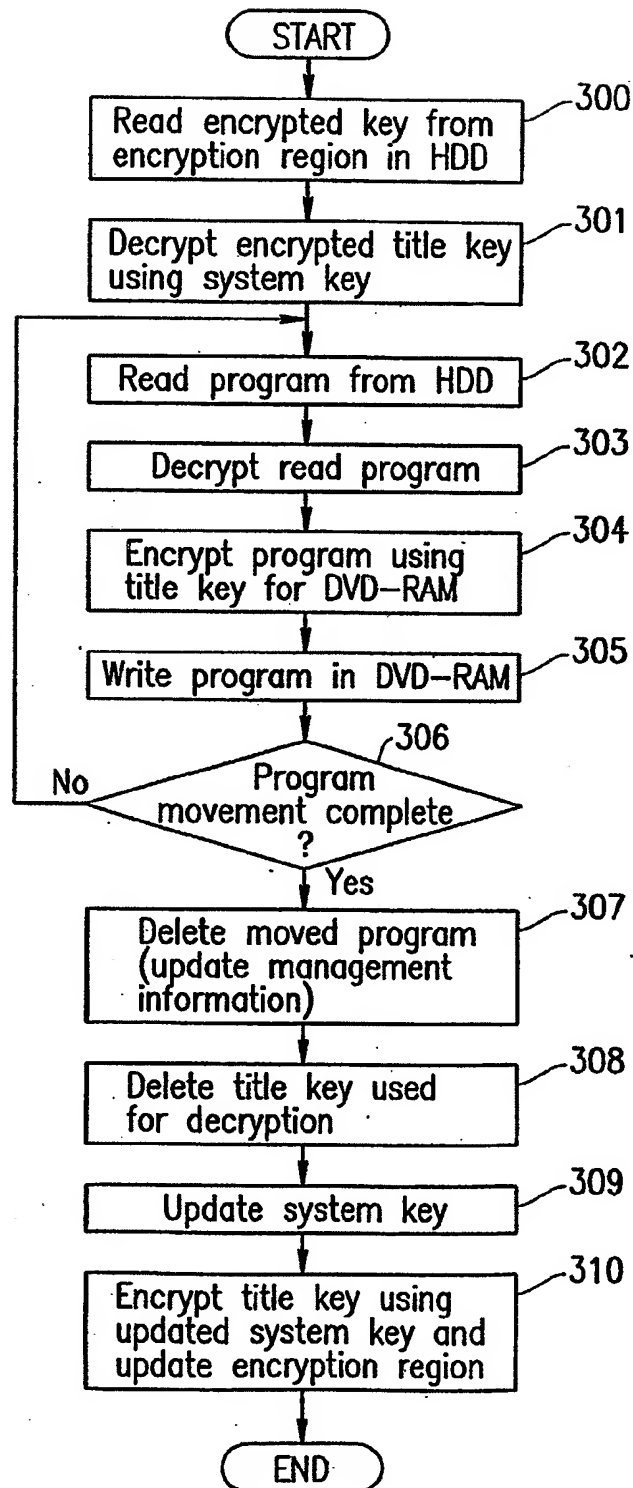 START
300
Read encrypted key from
encryption region in HDD
301
Decrypt encrypted title key
using system key
302
Read program from HDD
303
Decrypt read program
304
Encrypt program using
title key for DVD-RAM
305
Write program in DVD-RAM
306
Program
movement complete
?
No
Yes
307
Delete moved program
(update management
information)
308
Delete title key used
for decryption
309
Update system key
310
Encrypt title key using
updated system key and
update encryption region
END